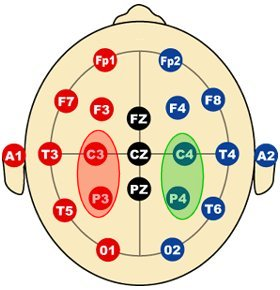 Fp1 Fp2
F7 F3 FZ F4 F8
A1 T3 C3 CZ C4 T4 A2
P3 PZ P4
T5 T6
01 02